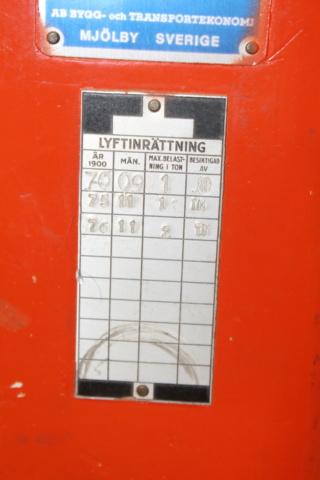 AB BYGG- OCH TRANSPORTEKONOMI
MJÖLBY SVERIGE
LYFTINRÄTTNING
ÅR 1900 MÅN. MAX.BELAST-NING I TON BESIKTIGAD AV
70 09 1
75 11 1
76 11 2